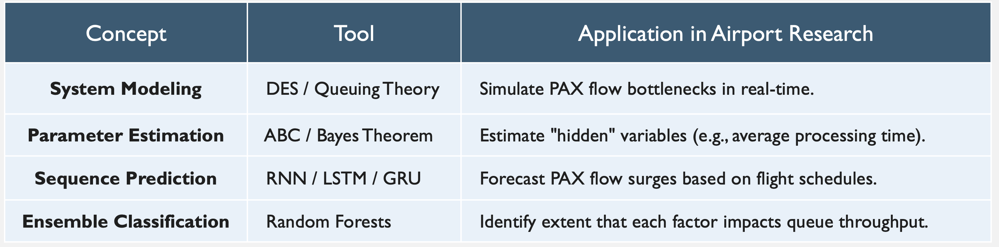 Concept Tool Application in Airport Research
System Modeling DES / Queuing Theory Simulate PAX flow bottlenecks in real-time.
Parameter Estimation ABC / Bayes Theorem Estimate "hidden" variables (e.g., average processing time).
Sequence Prediction RNN / LSTM / GRU Forecast PAX flow surges based on flight schedules.
Ensemble Classification Random Forests Identify extent that each factor impacts queue throughput.